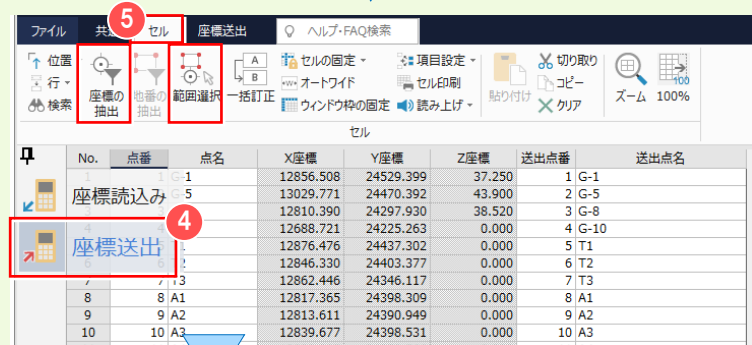 ファイル 共 5 セル 座標送出 ヘルプ・FAQ検索
位置 座標の抽出 地番の抽出 範囲選択 A B 一括訂正 セルの固定 項目設定 貼り付け 切り取り ズーム 100 100%
行 オートワイド セル印刷 コピー
検索 ウィンドウ枠の固定 読み上げ クリア
セル
No. 点番 点名 X座標 Y座標 Z座標 送出点番 送出点名
1 G-1 12856.508 24529.399 37.250 1 G-1
座標読込み -5 13029.771 24470.392 43.900 2 G-5
12810.390 24297.930 38.520 3 G-8
4 12688.721 24225.263 0.000 4 G-10
座標送出 12876.476 24437.302 0.000 5 T1
6 12846.330 24403.377 0.000 6 T2
7 7 T3 12862.446 24346.117 0.000 7 T3
8 8 A1 12817.365 24398.309 0.000 8 A1
9 9 A2 12813.611 24390.949 0.000 9 A2
10 10 A3 12839.677 24398.531 0.000 10 A3